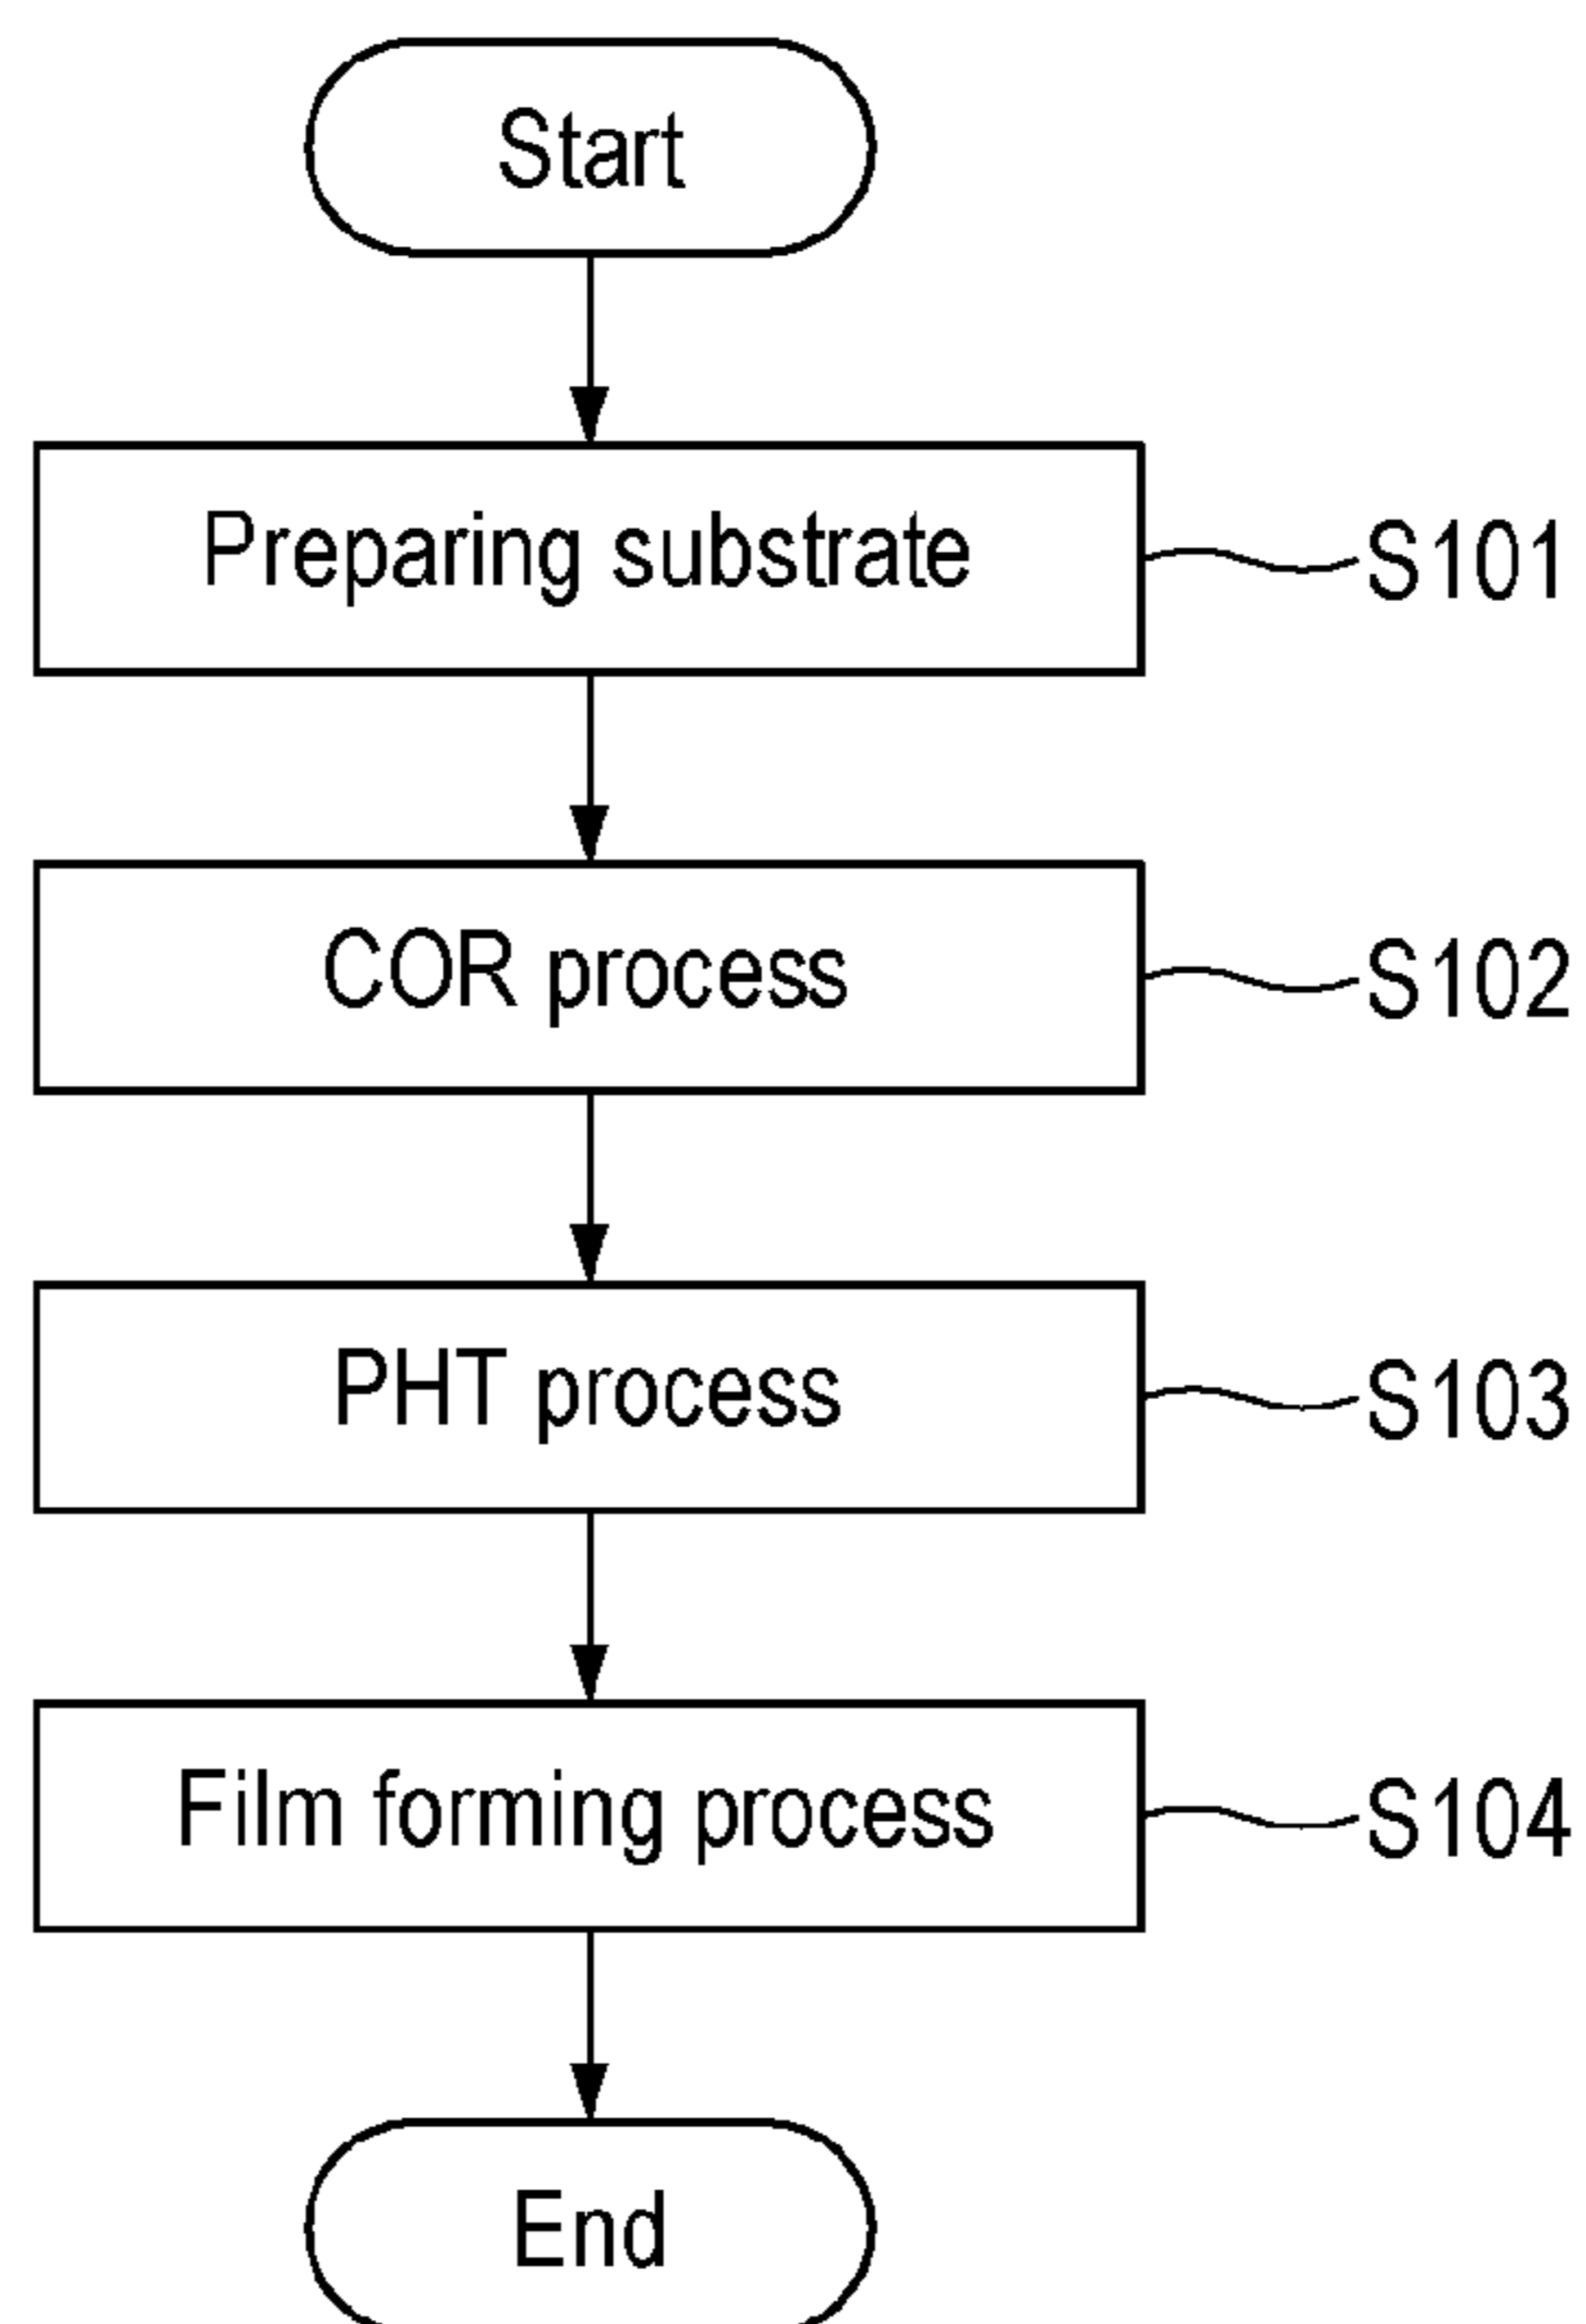 Start
Preparing substrate S101
COR process S102
PHT process S103
Film forming process S104
End